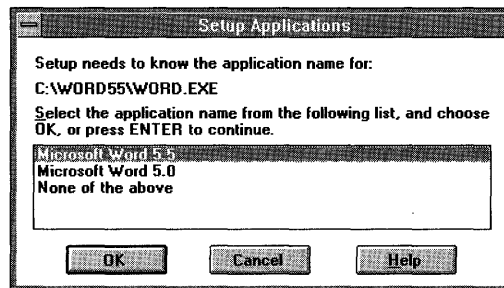 Setup Applications
Setup needs to know the application name for:
C:\WORD55\WORD.EXE
Select the application name from the following list, and choose
OK, or press ENTER to continue.
Microsoft Word 5.5
Microsoft Word 5.0
None of the above
OK
Cancel
Help